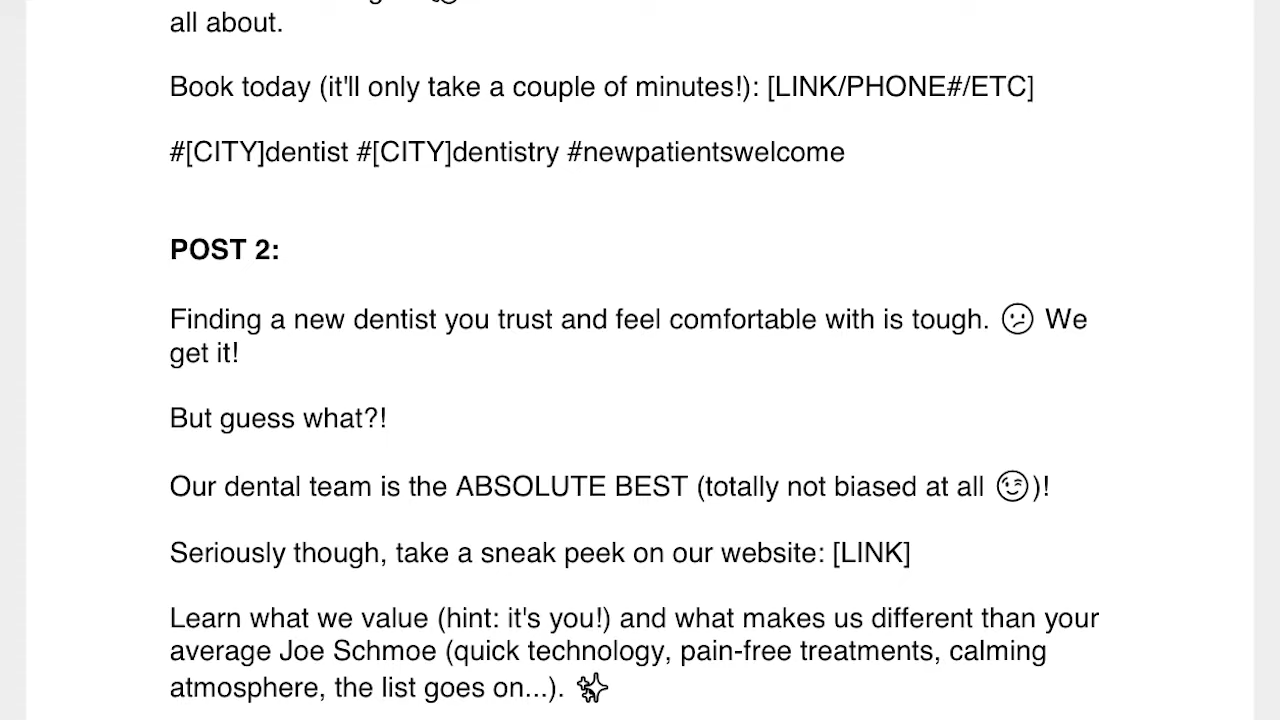 all about.
Book today (it'll only take a couple of minutes!): [LINK/PHONE#/ETC]
#[CITY]dentist #[CITY]dentistry #newpatientswelcome
POST 2:
Finding a new dentist you trust and feel comfortable with is tough. 😕 We
get it!
But guess what?!
Our dental team is the ABSOLUTE BEST (totally not biased at all 😉)!
Seriously though, take a sneak peek on our website: [LINK]
Learn what we value (hint: it's you!) and what makes us different than your
average Joe Schmoe (quick technology, pain-free treatments, calming
atmosphere, the list goes on...). ✨